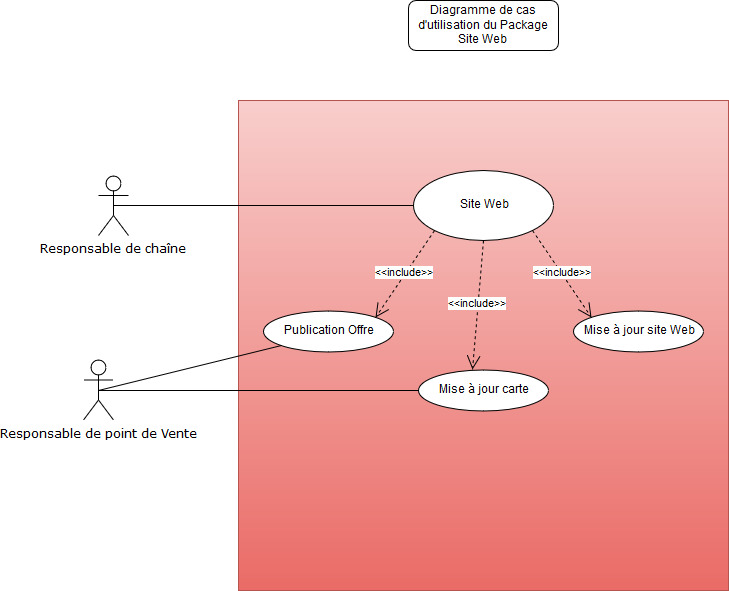 Diagramme de cas
d'utilisation du Package
Site Web
Site Web
Responsable de chaîne
<<include>>
<<include>>
<<include>>
Publication Offre
Mise à jour site Web
Mise à jour carte
Responsable de point de Vente